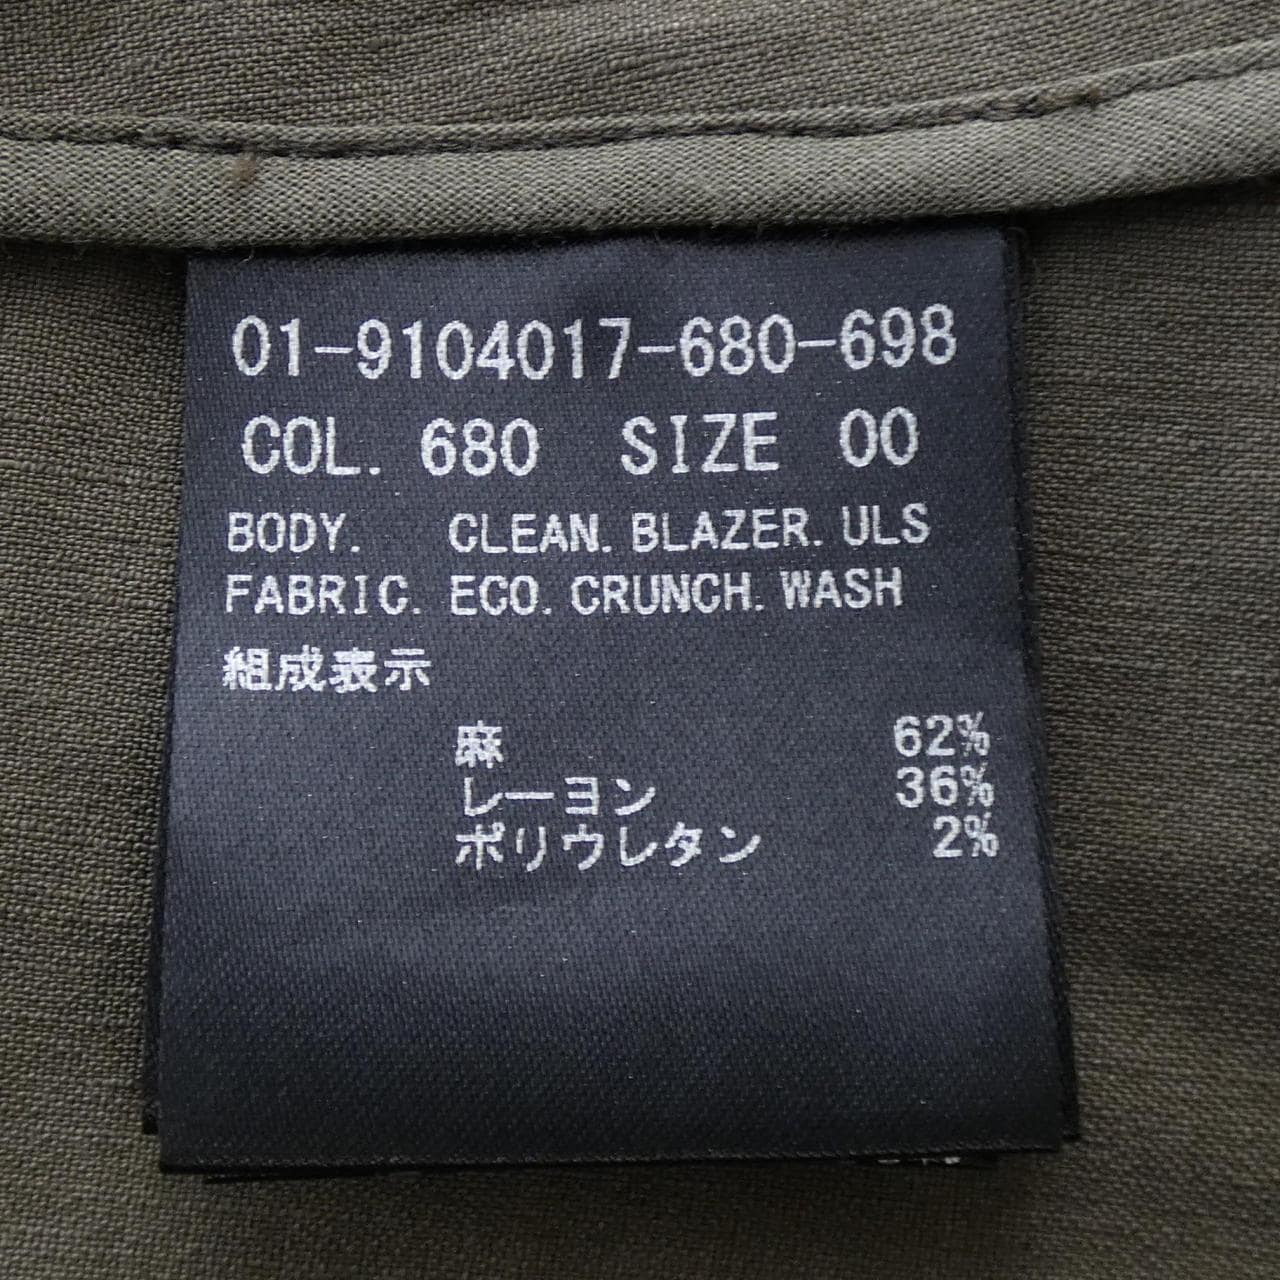 01-9104017-680-698
COL. 680 SIZE 00
BODY. CLEAN. BLAZER. ULS
FABRIC. ECO. CRUNCH. WASH
組成表示
麻 62%
レーヨン 36%
ポリウレタン 2%